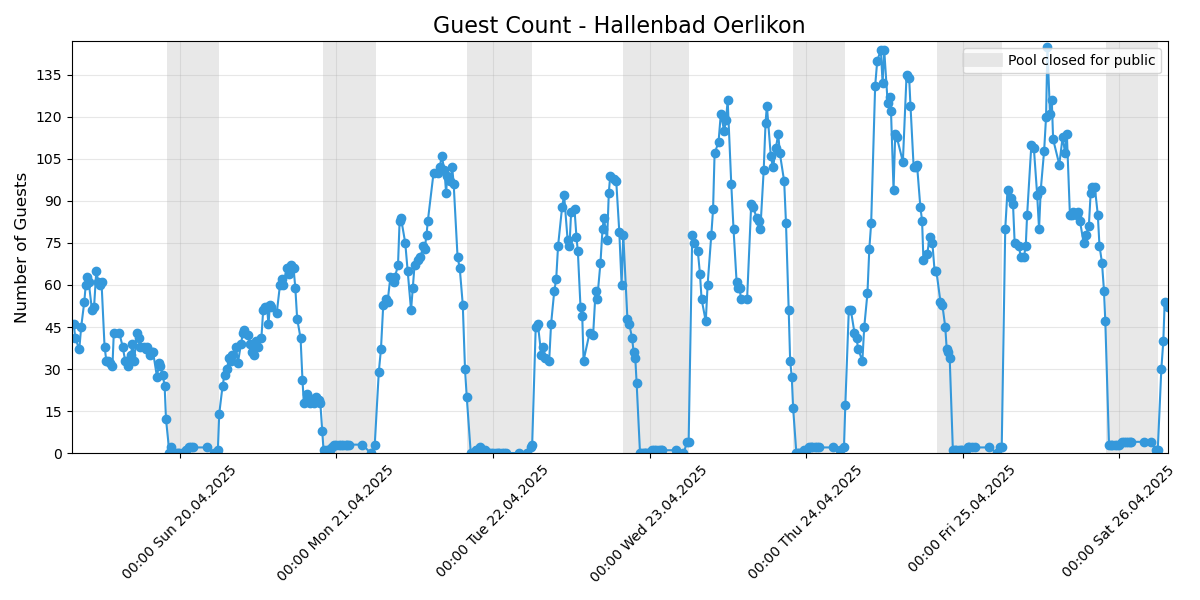 Guest Count - Hallenbad Oerlikon
Pool closed for public
Number of Guests
135
120
105
90
75
60
45
30
15
0
00:00 Sun 20.04.2025
00:00 Mon 21.04.2025
00:00 Tue 22.04.2025
00:00 Wed 23.04.2025
00:00 Thu 24.04.2025
00:00 Fri 25.04.2025
00:00 Sat 26.04.2025